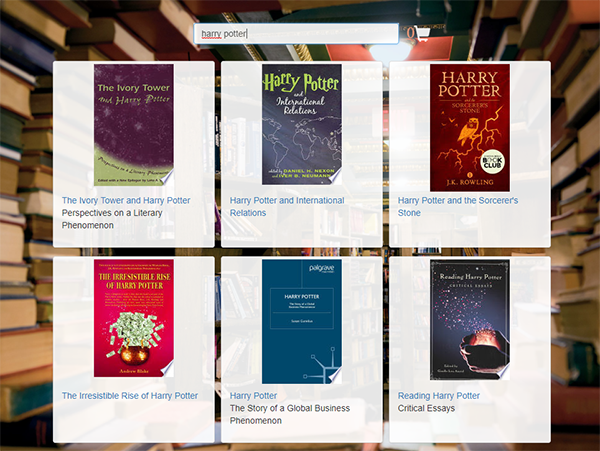 harry potter
0
The Ivory Tower
and Harry Potter
Perspectives on a Literary Phenomenon
Edited with a New Epilogue by
The Ivory Tower and Harry Potter
Perspectives on a Literary
Phenomenon
Harry Potter
and
International
Relations
edited by DANIEL H. NEXON
and IVER B. NEUMANN
Harry Potter and International
Relations
HARRY
POTTER
and the
SORCERER'S
STONE
BOOK
CLUB
J.K. ROWLING
Harry Potter and the Sorcerer's
Stone
THE IRRESISTIBLE RISE
OF HARRY POTTER
Andrew Blake
The Irresistible Rise of Harry Potter
palgrave
HARRY POTTER
The Story of a Global
Business Phenomenon
Susan Gunelius
Harry Potter
The Story of a Global Business
Phenomenon
Reading Harry Potter
CRITICAL ESSAYS
Edited by
Reading Harry Potter
Critical Essays